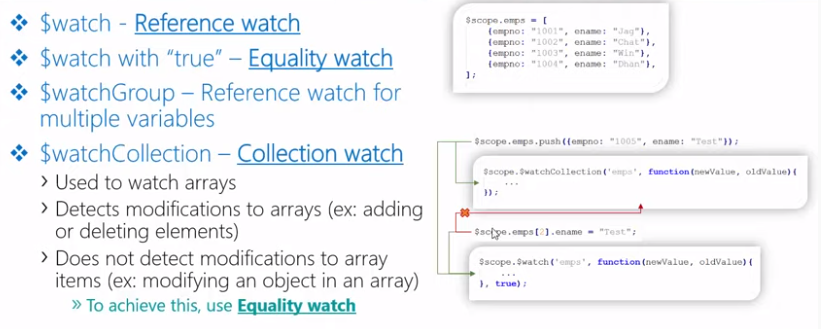 ❖ $watch - Reference watch
❖ $watch with “true” – Equality watch
❖ $watchGroup – Reference watch for
multiple variables
❖ $watchCollection – Collection watch
› Used to watch arrays
› Detects modifications to arrays (ex: adding
or deleting elements)
› Does not detect modifications to array
items (ex: modifying an object in an array)
» To achieve this, use Equality watch
$scope.emps = [
{empno: "1001", ename: "Jag"},
{empno: "1002", ename: "Chat"},
{empno: "1003", ename: "Win"},
{empno: "1004", ename: "Dhan"},
];
$scope.emps.push({empno: "1005", ename: "Test"});
$scope.$watchCollection('emps', function(newValue, oldValue){
...
});
$scope.emps[2].ename = "Test";
$scope.$watch('emps', function(newValue, oldValue){
...
}, true);